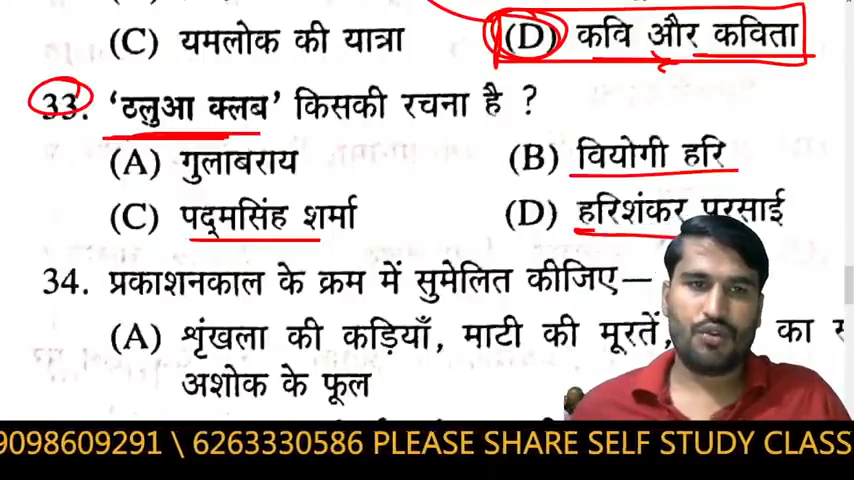 (C) यमलोक की यात्रा
(D) कवि और कविता
33. 'टलुआ क्लब' किसकी रचना है ?
(A) गुलाबराय
(B) वियोगी हरि
(C) पद्मसिंह शर्मा
(D) हरिशंकर परसाई
34. प्रकाशनकाल के क्रम में सुमेलित कीजिए—
(A) शृंखला की कड़ियाँ, माटी की मूरतें, का
अशोक के फूल
9098609291 \ 6263330586 PLEASE SHARE SELF STUDY CLASS